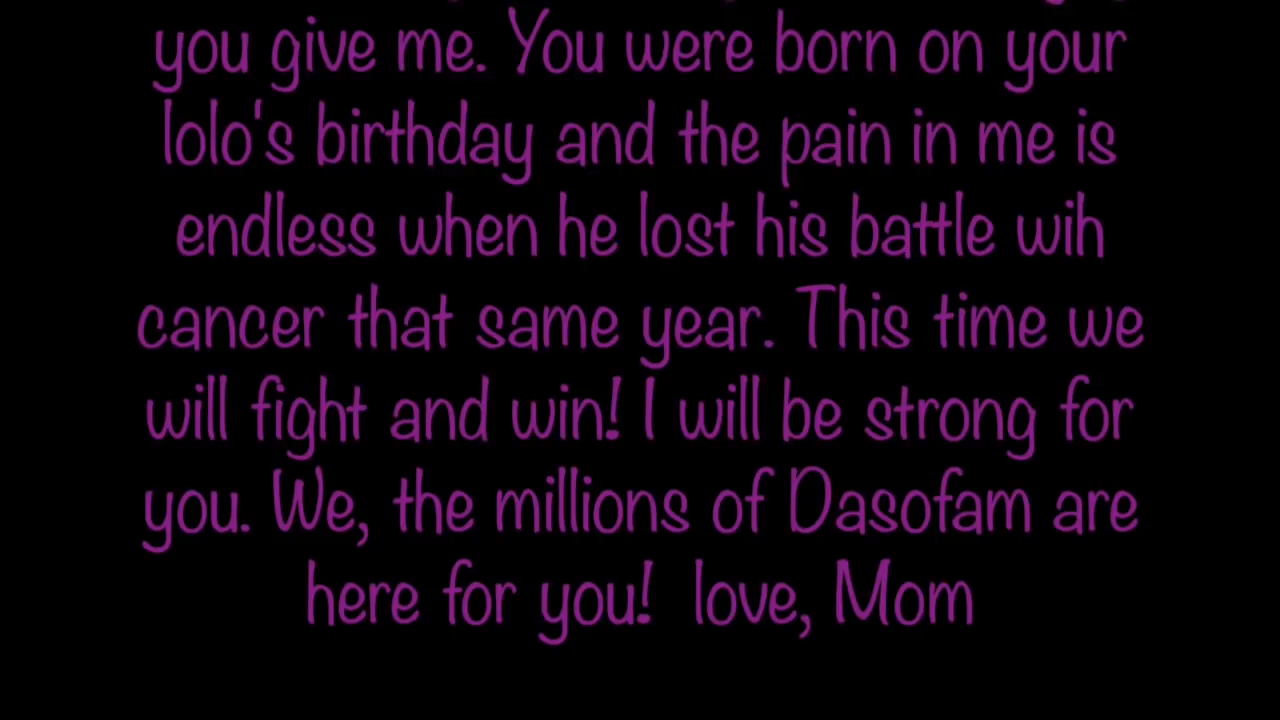 you give me. You were born on your
lolo's birthday and the pain in me is
endless when he lost his battle wih
cancer that same year. This time we
will fight and win! I will be strong for
you. We, the millions of Dasofam are
here for you!  love, Mom